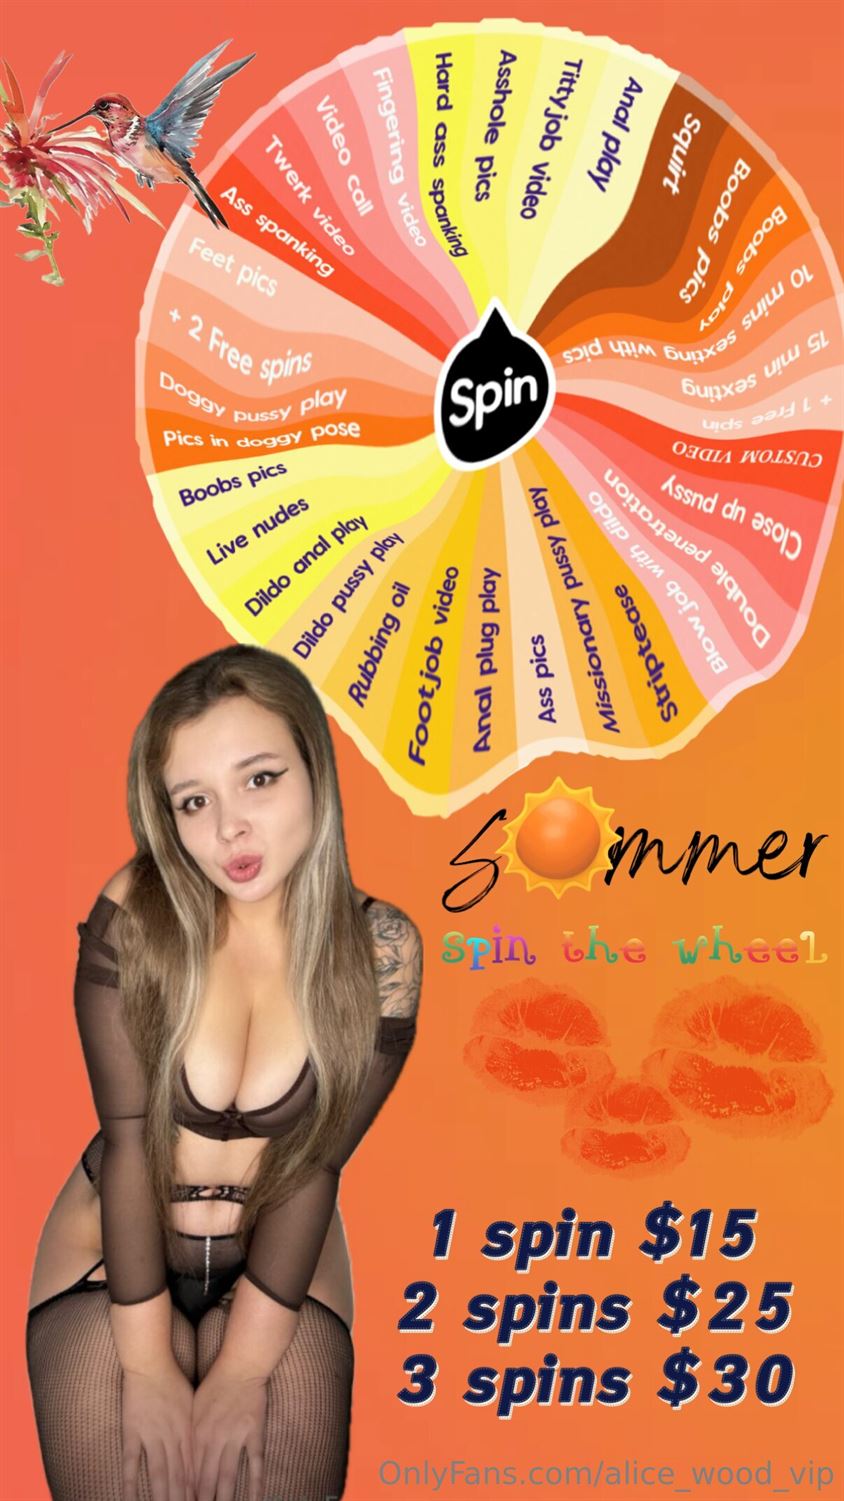 Hard ass spanking
Asshole pics
Tittyjob video
Anal play
Squirt
Boobs pics
Boobs play
10 mins sexting with pics
15 min sexting
+ 1 Free spin
CUSTOM VIDEO
Close up pussy
Double penetration
Blowjob with dildo
Striptease
Missionary pussy play
Ass pics
Anal plug play
Footjob video
Rubbing oil
Dildo pussy play
Dildo anal play
Live nudes
Boobs pics
Pics in doggy pose
Doggy pussy play
+ 2 Free spins
Feet pics
Ass spanking
Twerk video
Video call
Fingering video
Spin
Sommer
spin the wheel
1 spin $15
2 spins $25
3 spins $30
OnlyFans.com/alice_wood_vip